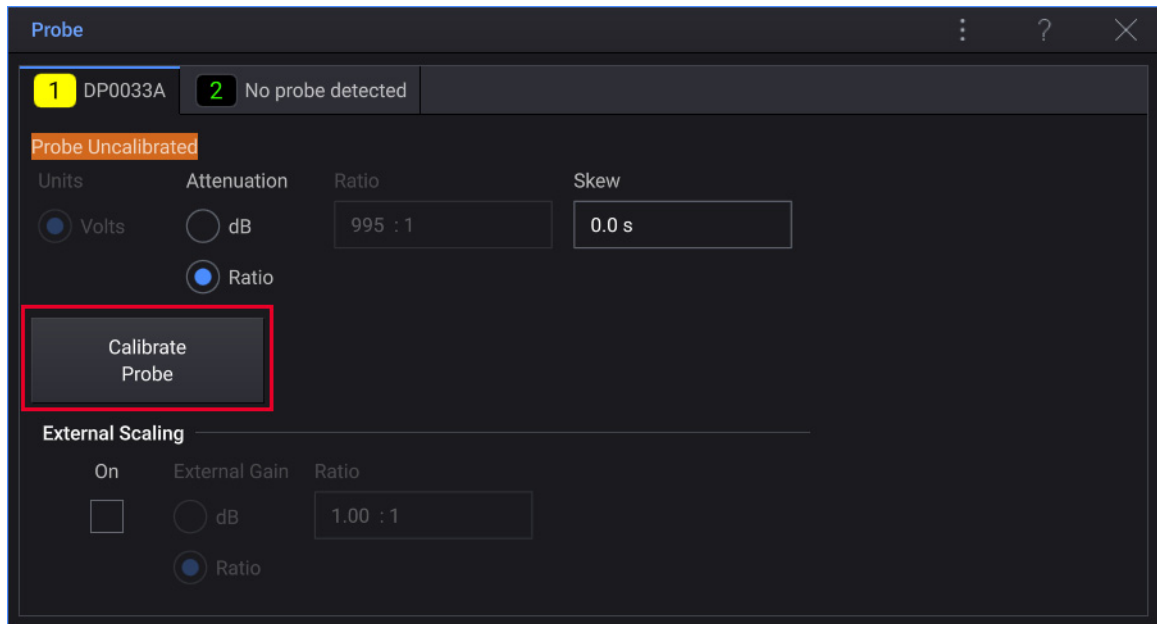 Probe
?
1 DP0033A 2 No probe detected
Probe Uncalibrated
Units Attenuation Ratio Skew
Volts dB 995 : 1 0.0 s
Ratio
Calibrate
Probe
External Scaling
On External Gain Ratio
dB 1.00 : 1
Ratio